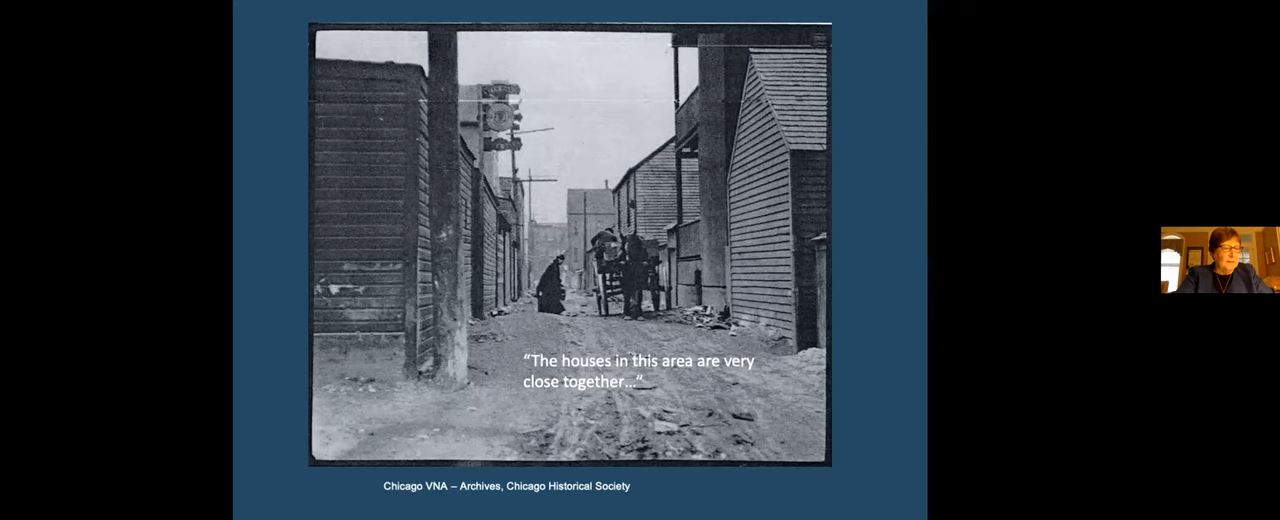 “The houses in this area are very
close together...”
Chicago VNA – Archives, Chicago Historical Society